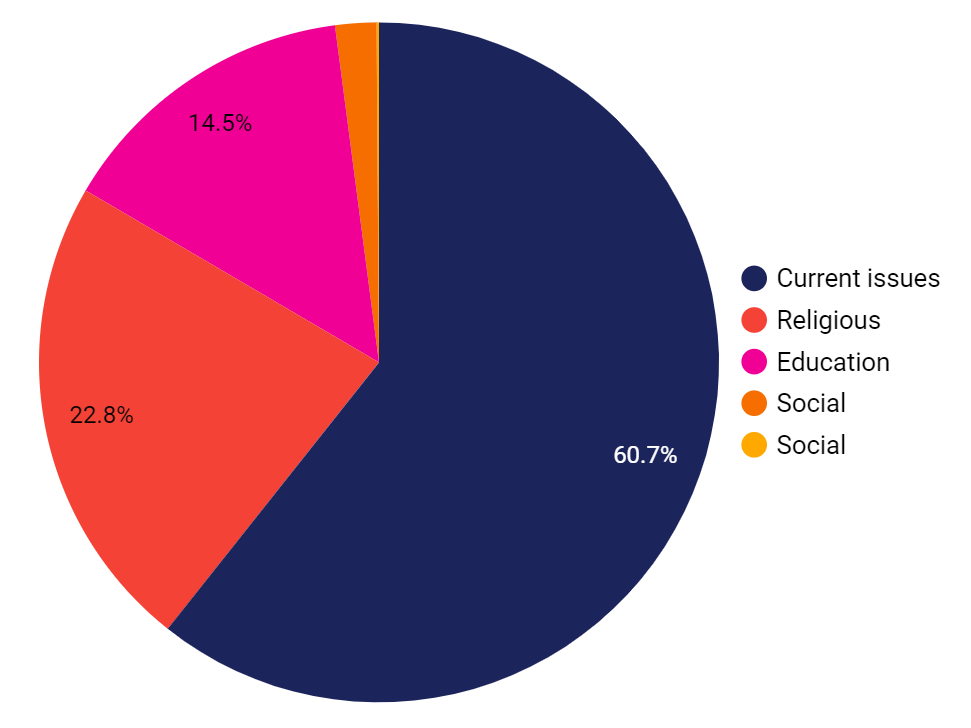 14.5%
22.8%
60.7%
Current issues
Religious
Education
Social
Social